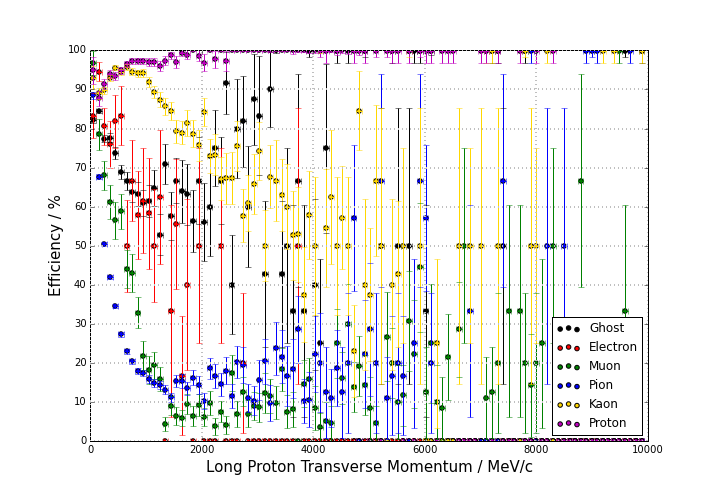 100
90
80
70
60
50
40
30
20
10
0
Efficiency / %
0 2000 4000 6000 8000 10000
Long Proton Transverse Momentum / MeV/c
Ghost
Electron
Muon
Pion
Kaon
Proton